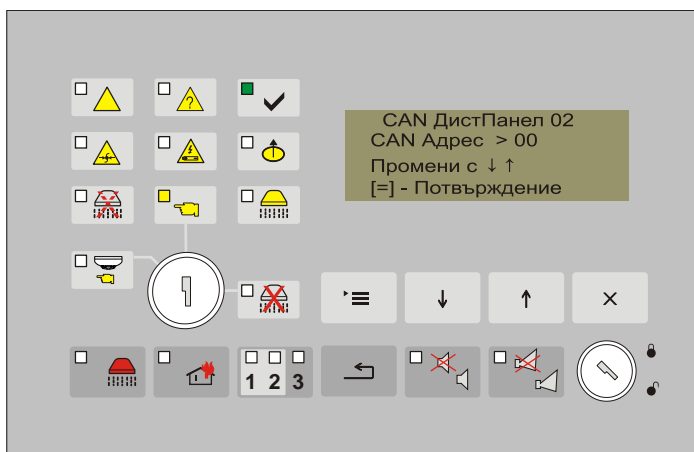 CAN ДистПанел 02
CAN Адрес > 00
Промени с ↓ ↑
[=] - Потвърждение
?
1 2 3